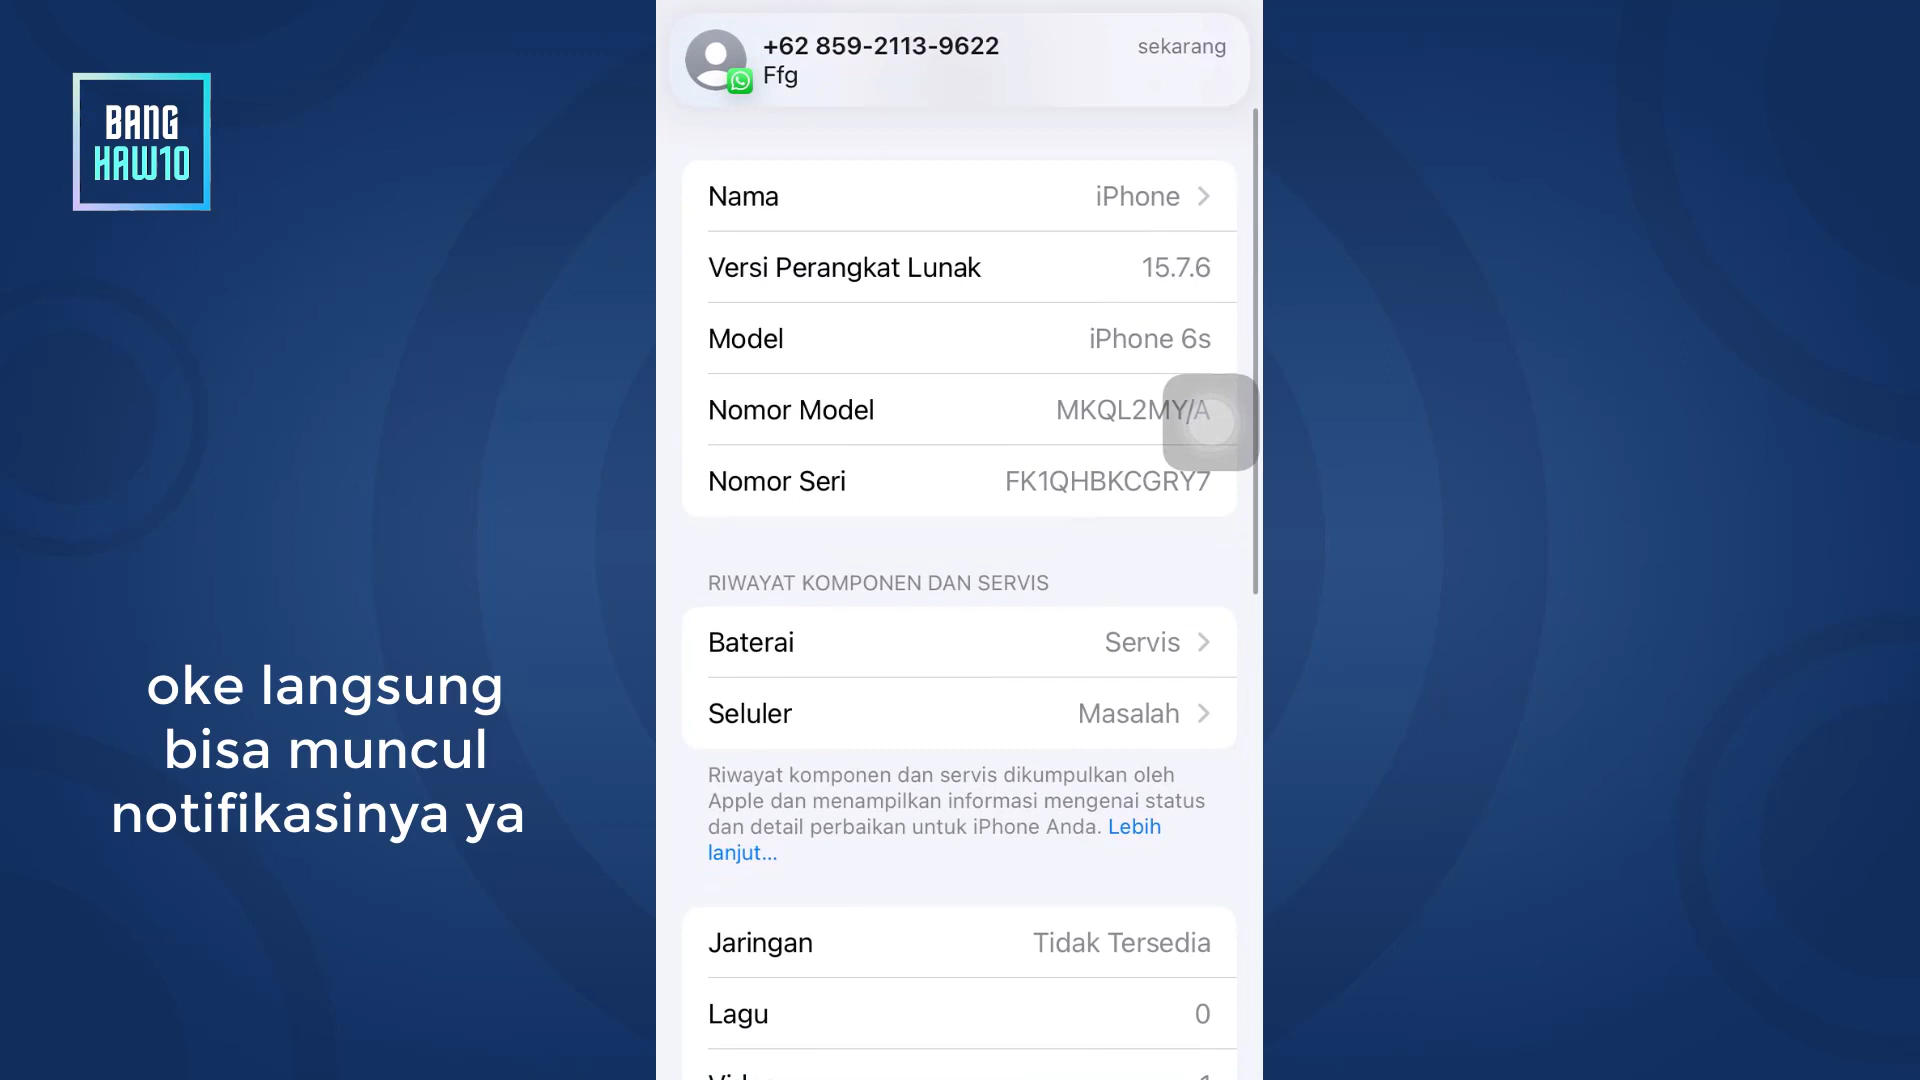 BANG
HAW10
+62 859-2113-9622
sekarang
Ffg
Nama
iPhone
Versi Perangkat Lunak
15.7.6
Model
iPhone 6s
Nomor Model
MKQL2MY/A
Nomor Seri
FK1QHBKCGRY7
RIWAYAT KOMPONEN DAN SERVIS
Baterai
Servis
Seluler
Masalah
Riwayat komponen dan servis dikumpulkan oleh
Apple dan menampilkan informasi mengenai status
dan detail perbaikan untuk iPhone Anda. Lebih
lanjut...
Jaringan
Tidak Tersedia
Lagu
0
oke langsung
bisa muncul
notifikasinya ya